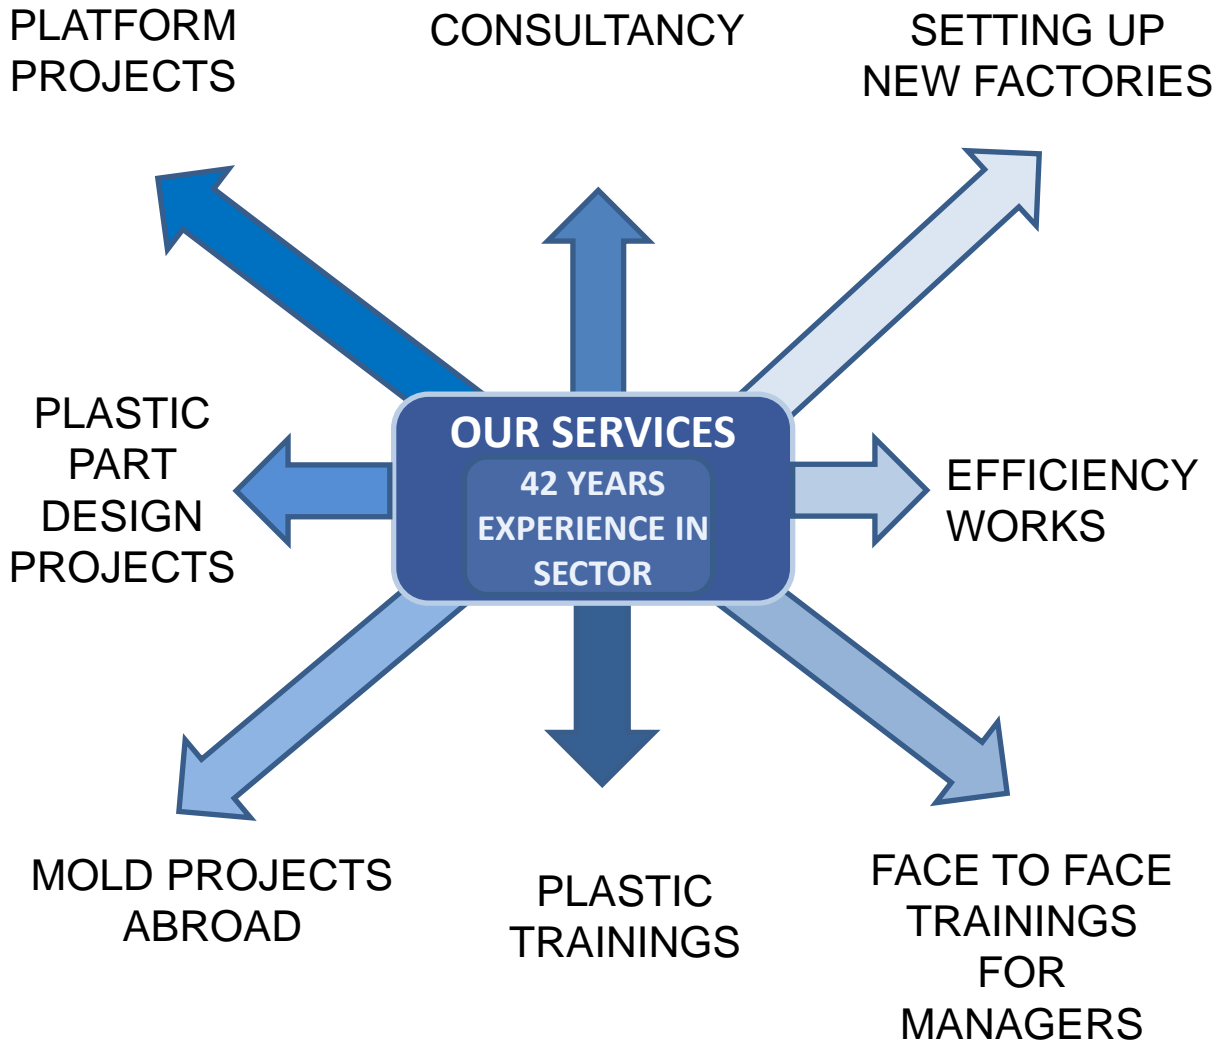 PLATFORM
PROJECTS
CONSULTANCY
SETTING UP
NEW FACTORIES
PLASTIC
PART
DESIGN
PROJECTS
OUR SERVICES
42 YEARS
EXPERIENCE IN
SECTOR
EFFICIENCY
WORKS
MOLD PROJECTS
ABROAD
PLASTIC
TRAININGS
FACE TO FACE
TRAININGS
FOR
MANAGERS